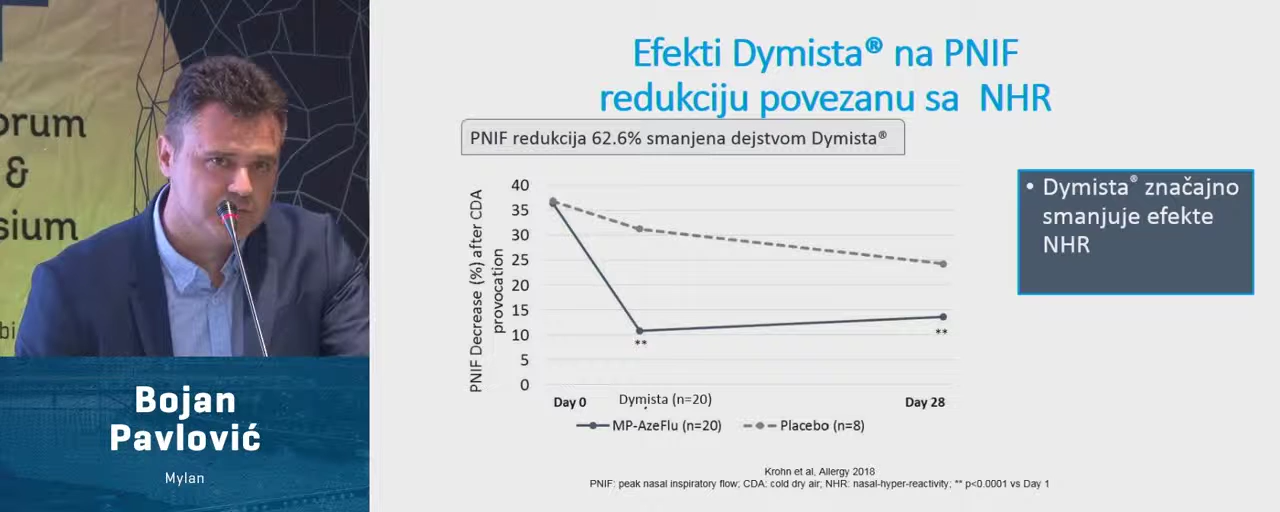 orum
&
sium
bi
Bojan
Pavlović
Mylan
Efekti Dymista® na PNIF
redukciju povezanu sa NHR
PNIF redukcija 62.6% smanjena dejstvom Dymista®
PNIF Decrease (%) after CDA
provocation
40
35
30
25
20
15
10
5
0
**
**
Day 0
Dymista (n=20)
Day 28
MP-AzeFlu (n=20)
Placebo (n=8)
• Dymista® značajno
smanjuje efekte
NHR
Krohn et al, Allergy 2018
PNIF: peak nasal inspiratory flow; CDA: cold dry air; NHR: nasal-hyper-reactivity; ** p<0.0001 vs Day 1